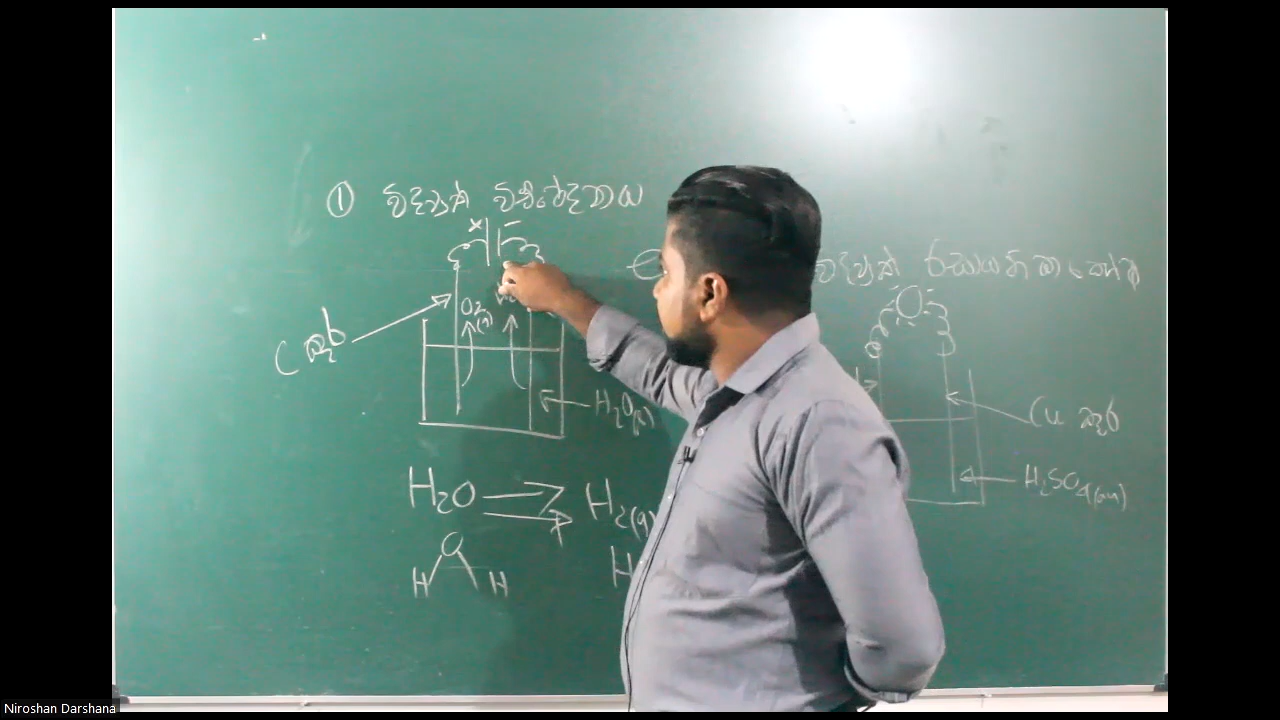 ① විද්‍යුත් විච්ඡේදනය
+ -
විද්‍යුත් රසායනික කෝෂ
O₂(g)
C කූර
H₂O(l)
Cu කූර
H₂SO₄(aq)
H₂O → H₂(g)
O
H H
H
Niroshan Darshana